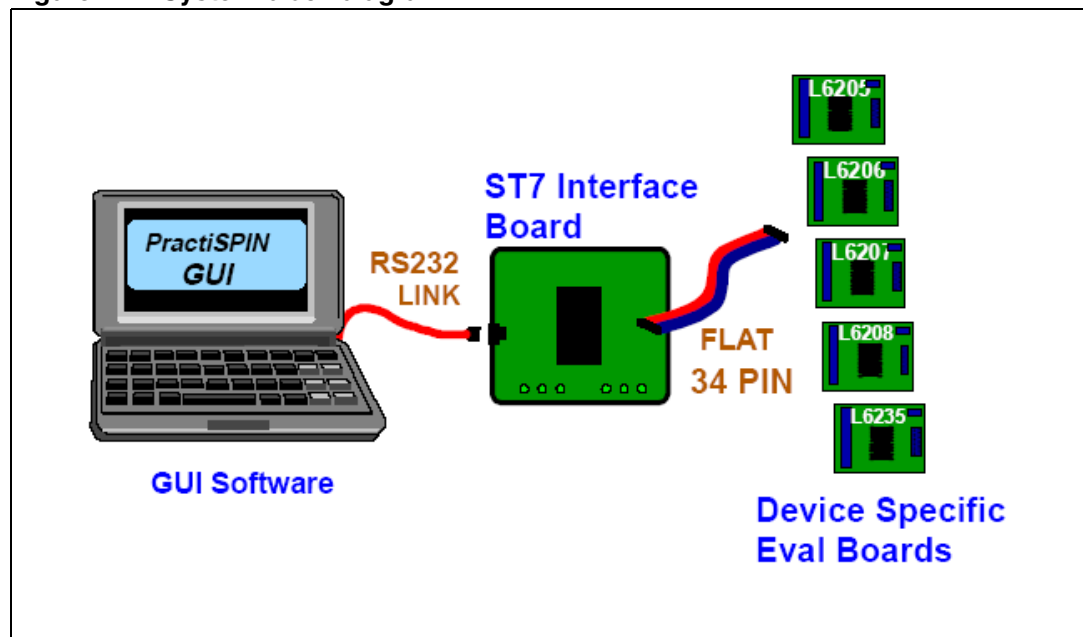 PractiSPIN
GUI
GUI Software
RS232
LINK
ST7 Interface
Board
FLAT
34 PIN
L6205
L6206
L6207
L6208
L6235
Device Specific
Eval Boards